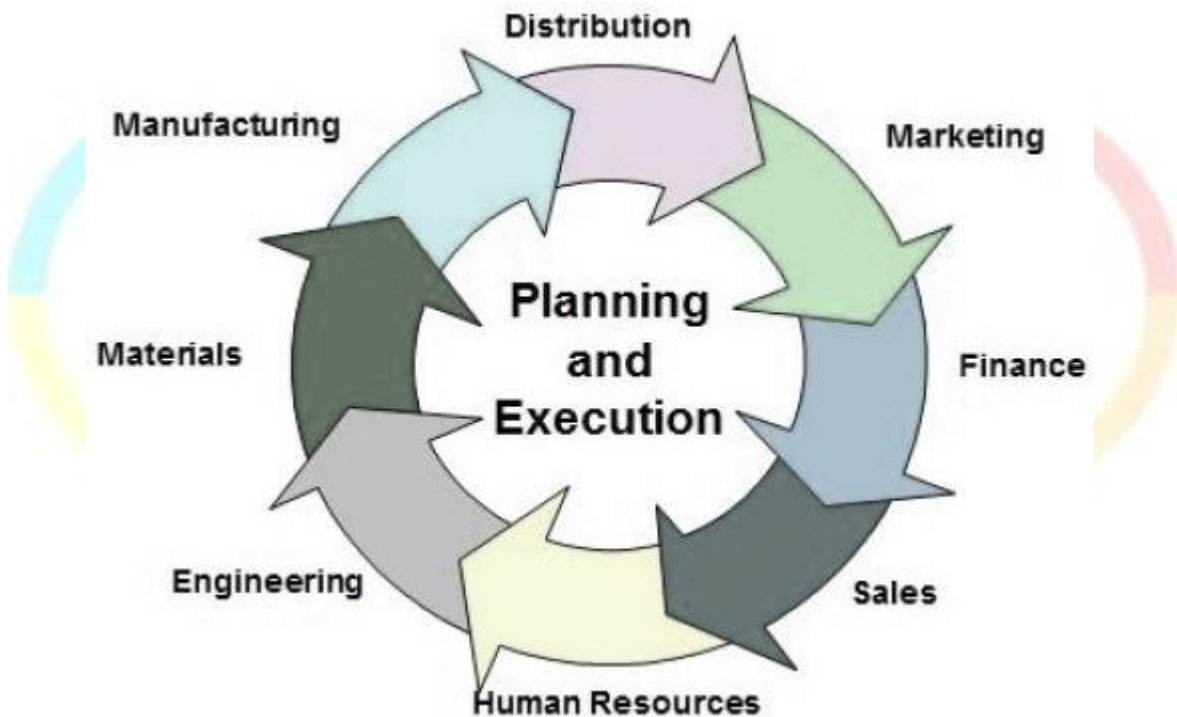 Distribution
Manufacturing
Marketing
Planning
and
Execution
Materials
Finance
Engineering
Sales
Human Resources